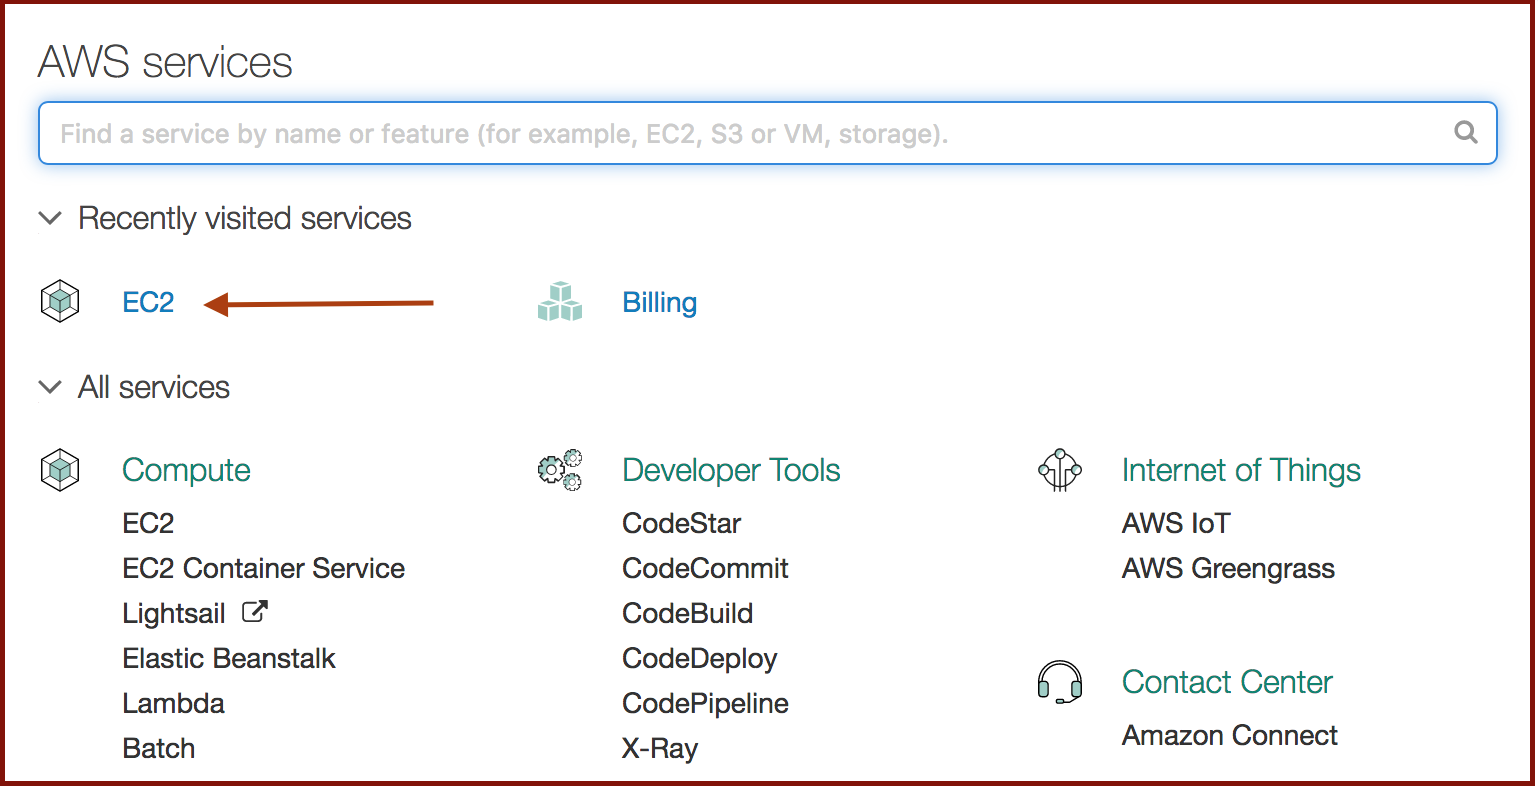 AWS services
Find a service by name or feature (for example, EC2, S3 or VM, storage).
Recently visited services
EC2
Billing
All services
Compute
EC2
EC2 Container Service
Lightsail
Elastic Beanstalk
Lambda
Batch
Developer Tools
CodeStar
CodeCommit
CodeBuild
CodeDeploy
CodePipeline
X-Ray
Internet of Things
AWS IoT
AWS Greengrass
Contact Center
Amazon Connect